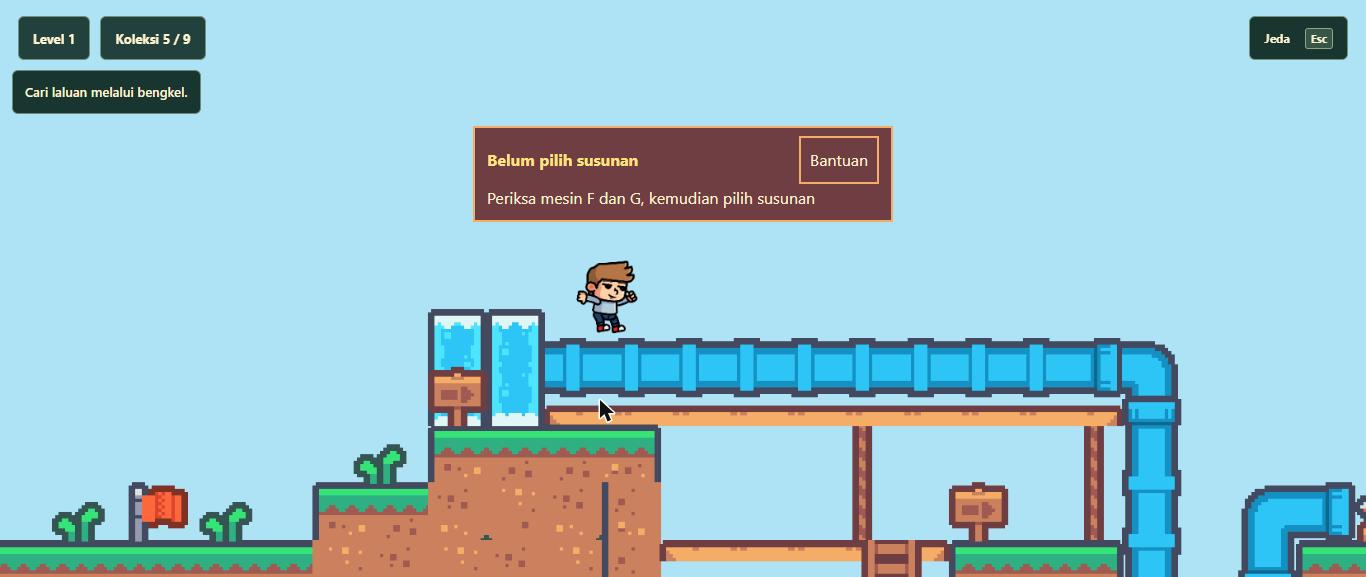 Level 1
Koleksi 5 / 9
Jeda Esc
Cari laluan melalui bengkel.
Belum pilih susunan
Bantuan
Periksa mesin F dan G, kemudian pilih susunan